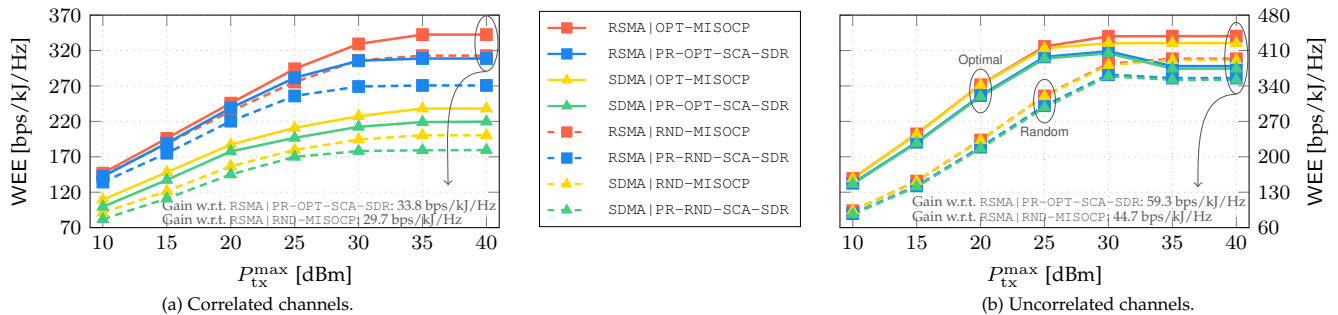 370
320
270
220
170
120
70
WEE [bps/kJ/Hz]
10 15 20 25 30 35 40
P_tx^max [dBm]
Gain w.r.t. RSMA|PR-OPT-SCA-SDR: 33.8 bps/kJ/Hz
Gain w.r.t. RSMA|RND-MISOCP: 29.7 bps/kJ/Hz
(a) Correlated channels.
RSMA|OPT-MISOCP
RSMA|PR-OPT-SCA-SDR
SDMA|OPT-MISOCP
SDMA|PR-OPT-SCA-SDR
RSMA|RND-MISOCP
RSMA|PR-RND-SCA-SDR
SDMA|RND-MISOCP
SDMA|PR-RND-SCA-SDR
480
410
340
270
200
130
60
WEE [bps/kJ/Hz]
Optimal
Random
Gain w.r.t. RSMA|PR-OPT-SCA-SDR: 59.3 bps/kJ/Hz
Gain w.r.t. RSMA|RND-MISOCP: 44.7 bps/kJ/Hz
10 15 20 25 30 35 40
P_tx^max [dBm]
(b) Uncorrelated channels.